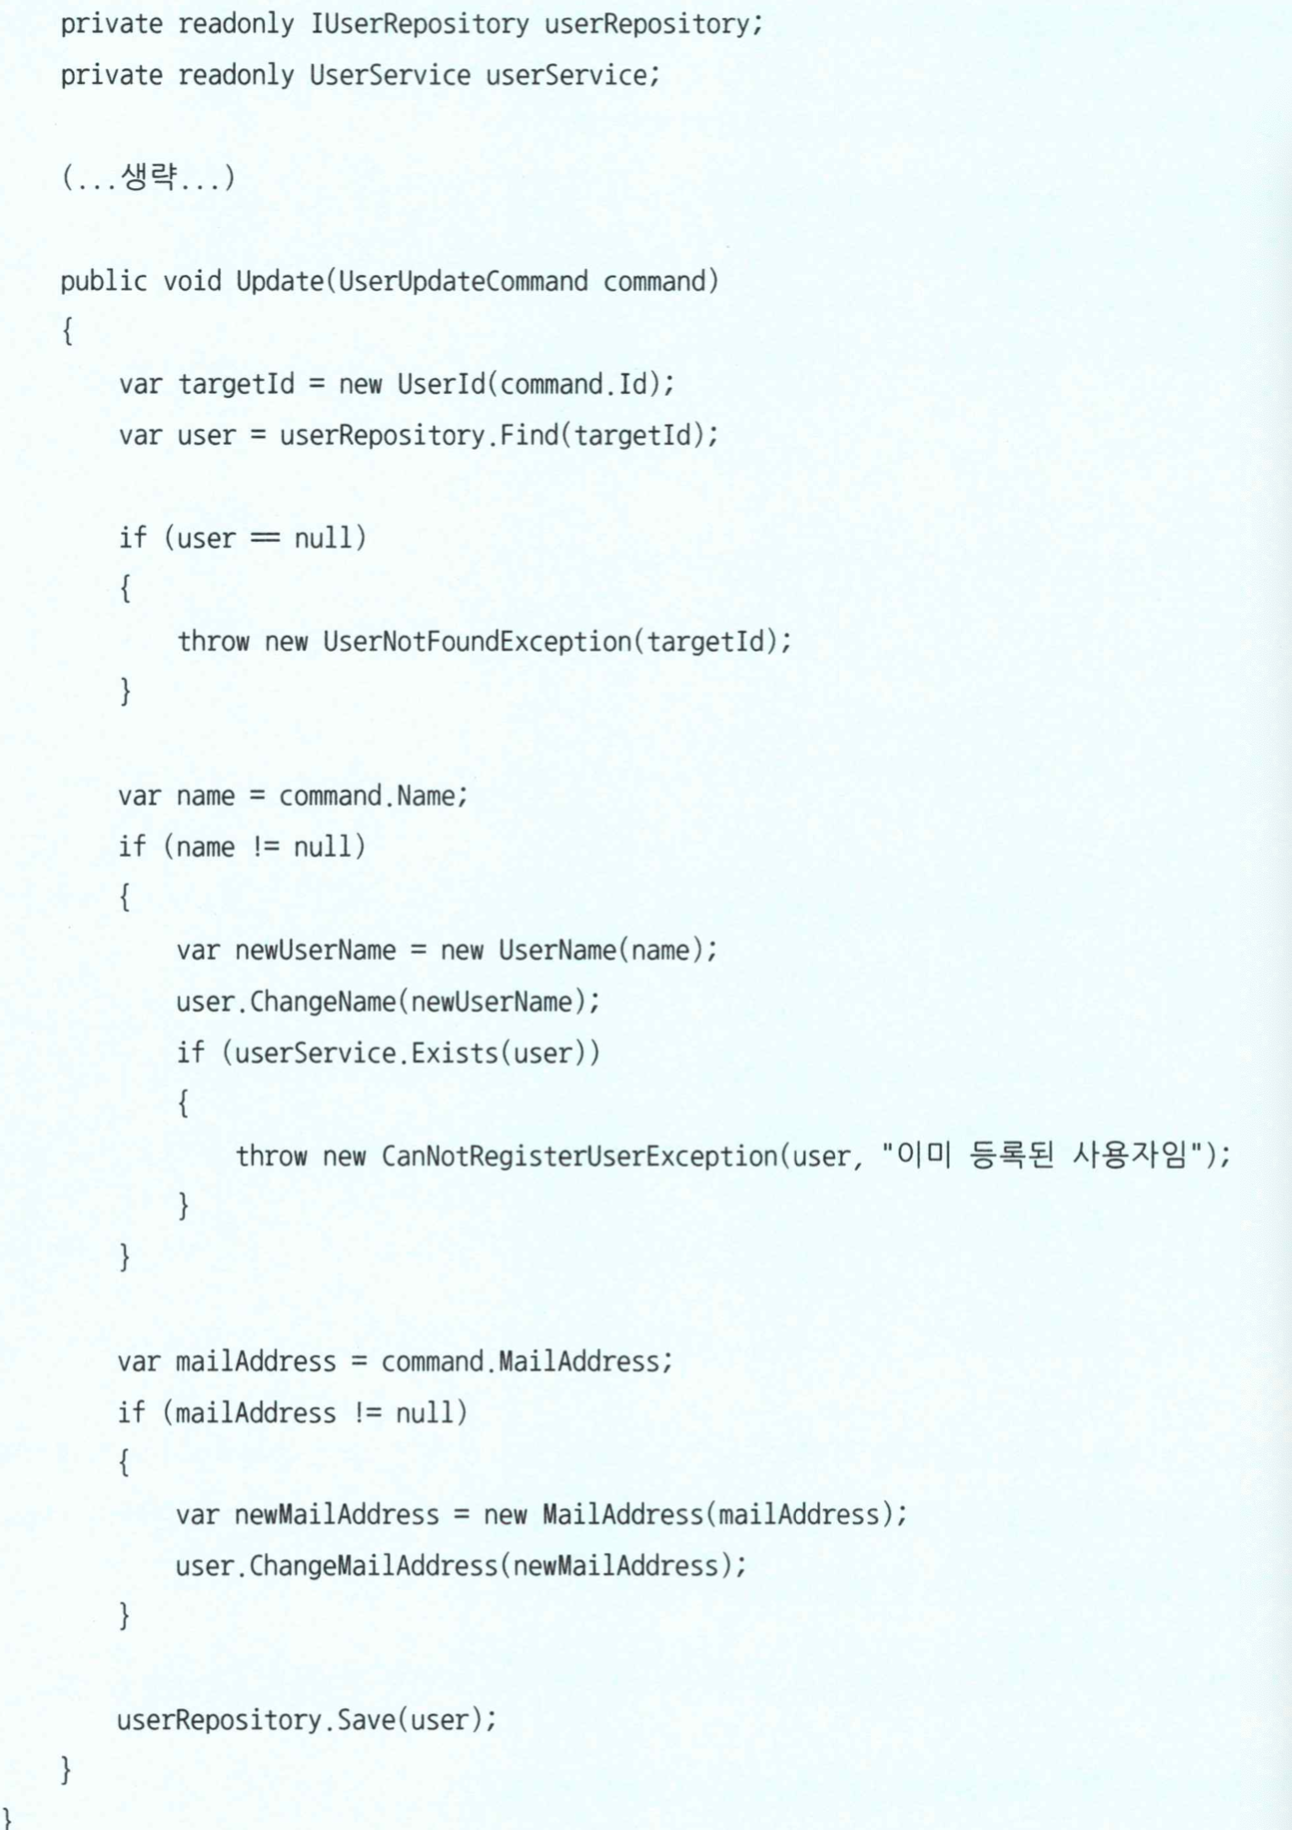 private readonly IUserRepository userRepository;
private readonly UserService userService;
(...생략...)
public void Update(UserUpdateCommand command)
{
var targetId = new UserId(command.Id);
var user = userRepository.Find(targetId);
if (user == null)
{
throw new UserNotFoundException(targetId);
}
var name = command.Name;
if (name != null)
{
var newUserName = new UserName(name);
user.ChangeName(newUserName);
if (userService.Exists(user))
{
throw new CanNotRegisterUserException(user, "이미 등록된 사용자임");
}
}
var mailAddress = command.MailAddress;
if (mailAddress != null)
{
var newMailAddress = new MailAddress(mailAddress);
user.ChangeMailAddress(newMailAddress);
}
userRepository.Save(user);
}
}